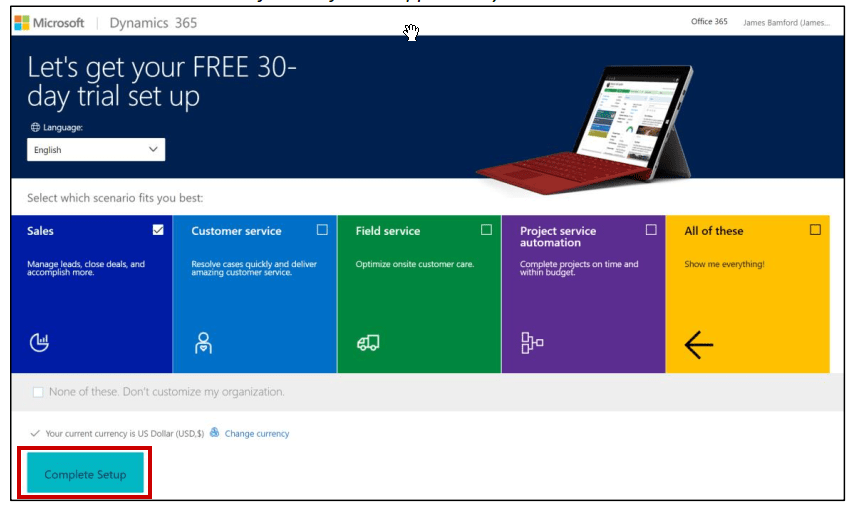 Microsoft | Dynamics 365
Office 365
James Bamford (James...
Let's get your FREE 30-
day trial set up
Language:
English
Select which scenario fits you best:
Sales
Manage leads, close deals, and
accomplish more.
Customer service
Resolve cases quickly and deliver
amazing customer service.
Field service
Optimize onsite customer care.
Project service
automation
Complete projects on time and
within budget.
All of these
Show me everything!
None of these. Don't customize my organization.
Your current currency is US Dollar (USD,$) Change currency
Complete Setup